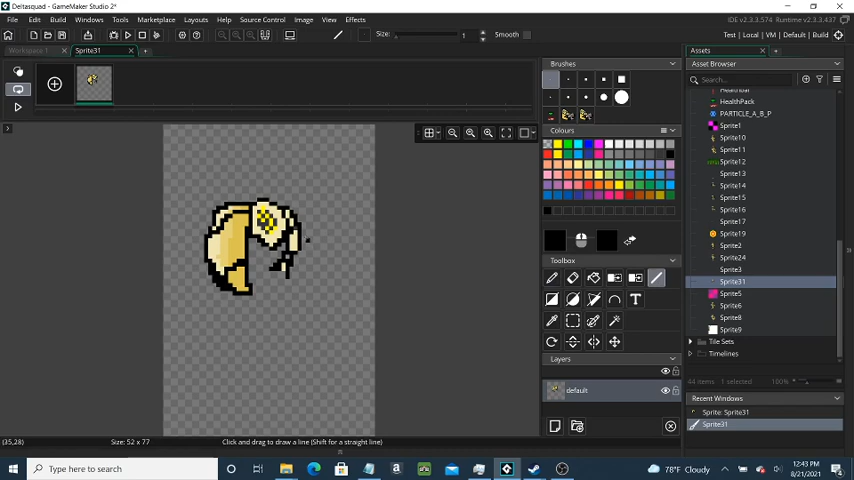 Deltasquad - GameMaker Studio 2*
File Edit Build Windows Tools Marketplace Layouts Help Source Control Image View Effects
IDE v2.3.3.574 Runtime v2.3.3.437
1 Smooth
Test | Local | VM | Default | Build
Workspace 1
Sprite31
Assets
Brushes
Asset Browser
Search...
HealthPack
PARTICLE_A_B_P
Sprite1
Sprite10
Sprite11
Sprite12
Sprite13
Sprite14
Sprite15
Sprite16
Sprite17
Sprite19
Sprite2
Sprite24
Sprite3
Sprite31
Sprite5
Sprite6
Sprite8
Sprite9
Tile Sets
Timelines
Colours
Toolbox
Layers
default
44 items 1 selected 100%
Recent Windows
Sprite: Sprite31
Sprite31
(35,28) Size: 52 x 77 Click and drag to draw a line (Shift for a straight line)
Type here to search
78°F Cloudy
12:43 PM
8/21/2021